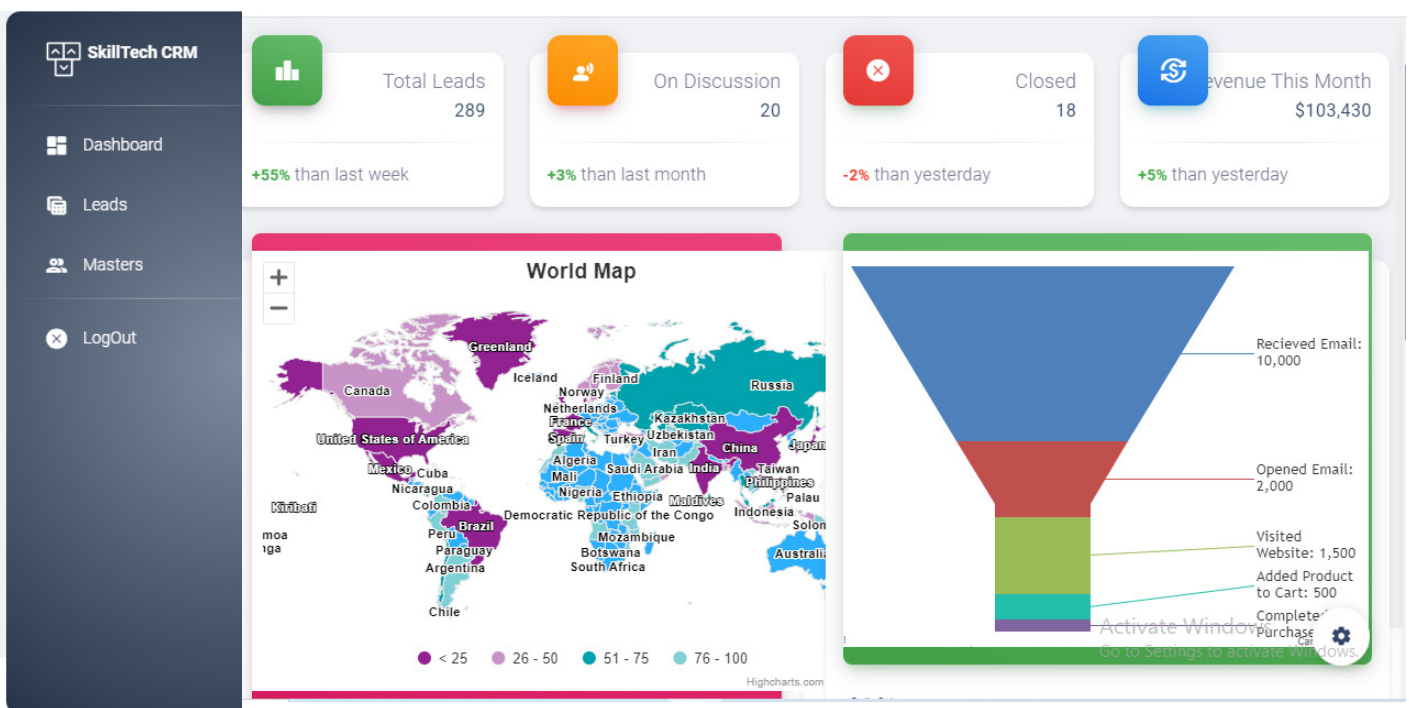 SkillTech CRM
Dashboard
Leads
Masters
LogOut
Total Leads
289
+55% than last week
On Discussion
20
+3% than last month
Closed
18
-2% than yesterday
evenue This Month
$103,430
+5% than yesterday
World Map
Greenland
Iceland
Finland
Canada
Norway
Russia
Netherlands
France
Kazakhstan
United States of America
Spain
Turkey
Uzbekistan
China
Japan
Iran
Mexico
Cuba
Algeria
Saudi Arabia
India
Taiwan
Mali
Philippines
Nicaragua
Nigeria
Ethiopia
Maldives
Palau
Kiribati
Colombia
Democratic Republic of the Congo
Indonesia
Brazil
Solon
moa
Peru
Mozambique
nga
Paraguay
Botswana
Australia
Argentina
South Africa
Chile
< 25
26 - 50
51 - 75
76 - 100
Highcharts.com
Recieved Email:
10,000
Opened Email:
2,000
Visited
Website: 1,500
Added Product
to Cart: 500
Completed
Purchase
Activate Windows
Go to Settings to activate Windows.